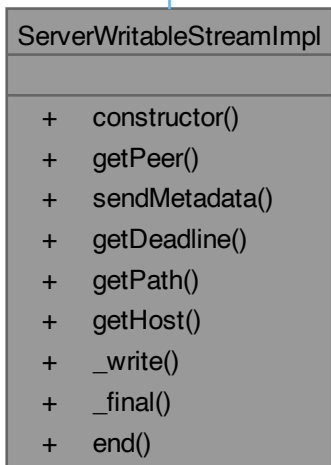 ServerWritableStreamImpl
+ constructor()
+ getPeer()
+ sendMetadata()
+ getDeadline()
+ getPath()
+ getHost()
+ _write()
+ _final()
+ end()